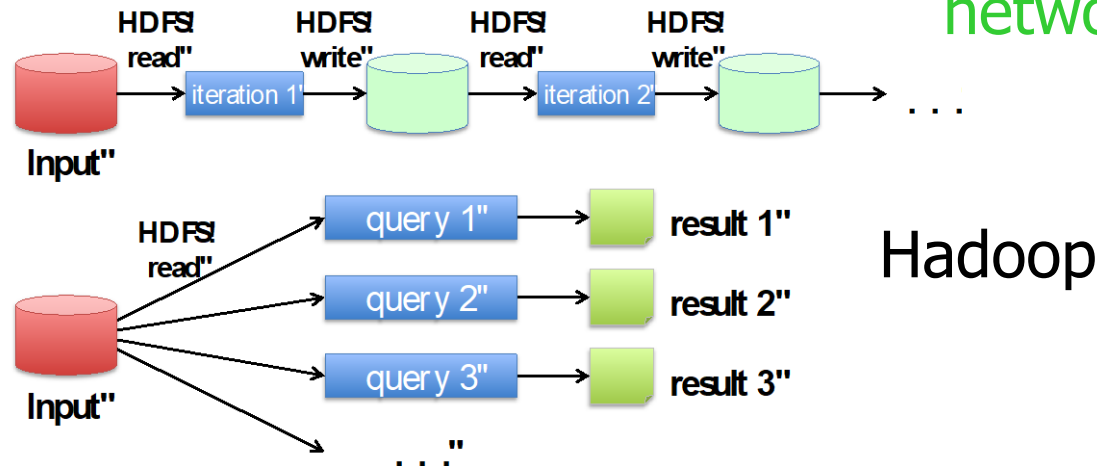 HDFS! HDFS! HDFS! HDFS!
read" write" read" write"
netwo
iteration 1" iteration 2"
. . .
Input"
HDFS!
read"
query 1" result 1"
Hadoop
query 2" result 2"
query 3" result 3"
Input"
. . ."